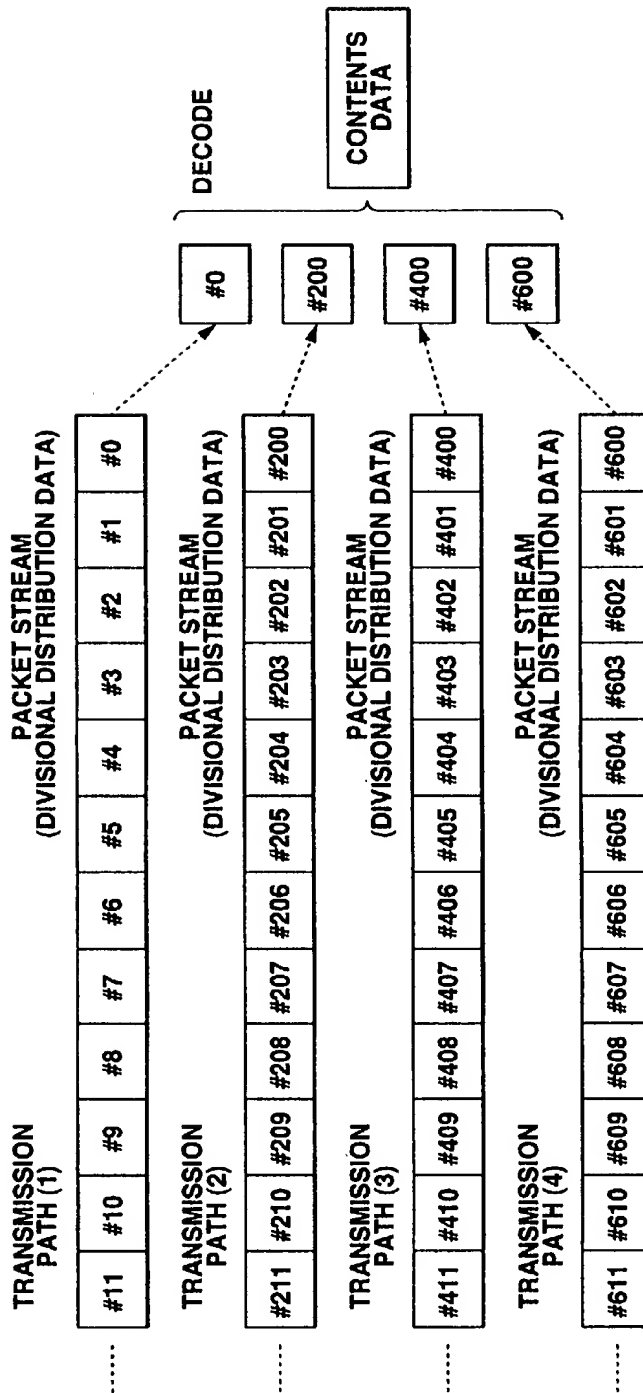 TRANSMISSION
PATH (1)
PACKET STREAM
(DIVISIONAL DISTRIBUTION DATA)
...... #11 #10 #9 #8 #7 #6 #5 #4 #3 #2 #1 #0
TRANSMISSION
PATH (2)
PACKET STREAM
(DIVISIONAL DISTRIBUTION DATA)
...... #211 #210 #209 #208 #207 #206 #205 #204 #203 #202 #201 #200
TRANSMISSION
PATH (3)
PACKET STREAM
(DIVISIONAL DISTRIBUTION DATA)
...... #411 #410 #409 #408 #407 #406 #405 #404 #403 #402 #401 #400
TRANSMISSION
PATH (4)
PACKET STREAM
(DIVISIONAL DISTRIBUTION DATA)
...... #611 #610 #609 #608 #607 #606 #605 #604 #603 #602 #601 #600
#0
#200
#400
#600
DECODE
CONTENTS
DATA